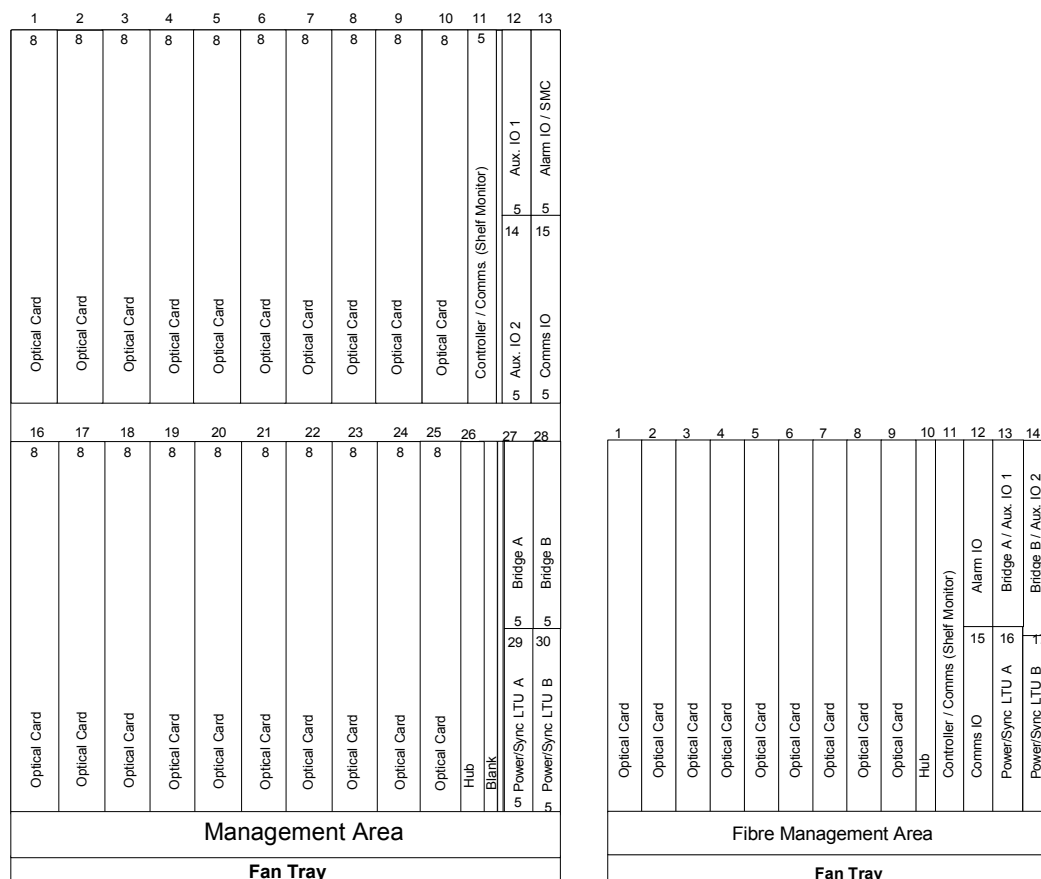 1 2 3 4 5 6 7 8 9 10 11 12 13
8 8 8 8 8 8 8 8 8 8 5
Optical Card
Optical Card
Optical Card
Optical Card
Optical Card
Optical Card
Optical Card
Optical Card
Optical Card
Optical Card
Controller / Comms. (Shelf Monitor)
Aux. IO 1
5
Alarm IO / SMC
5
14 15
Aux. IO 2
5
Comms IO
5
16 17 18 19 20 21 22 23 24 25 26 27 28
8 8 8 8 8 8 8 8 8 8
Optical Card
Optical Card
Optical Card
Optical Card
Optical Card
Optical Card
Optical Card
Optical Card
Optical Card
Optical Card
Hub
Blank
Bridge A
5
Bridge B
5
29 30
Power/Sync LTU A
5
Power/Sync LTU B
5
Management Area
Fan Tray
1 2 3 4 5 6 7 8 9 10 11 12 13 14
Optical Card
Optical Card
Optical Card
Optical Card
Optical Card
Optical Card
Optical Card
Optical Card
Optical Card
Hub
Controller / Comms (Shelf Monitor)
Alarm IO
Bridge A / Aux. IO 1
Bridge B / Aux. IO 2
15 16
Comms IO
Power/Sync LTU A
Power/Sync LTU B
Fibre Management Area
Fan Tray